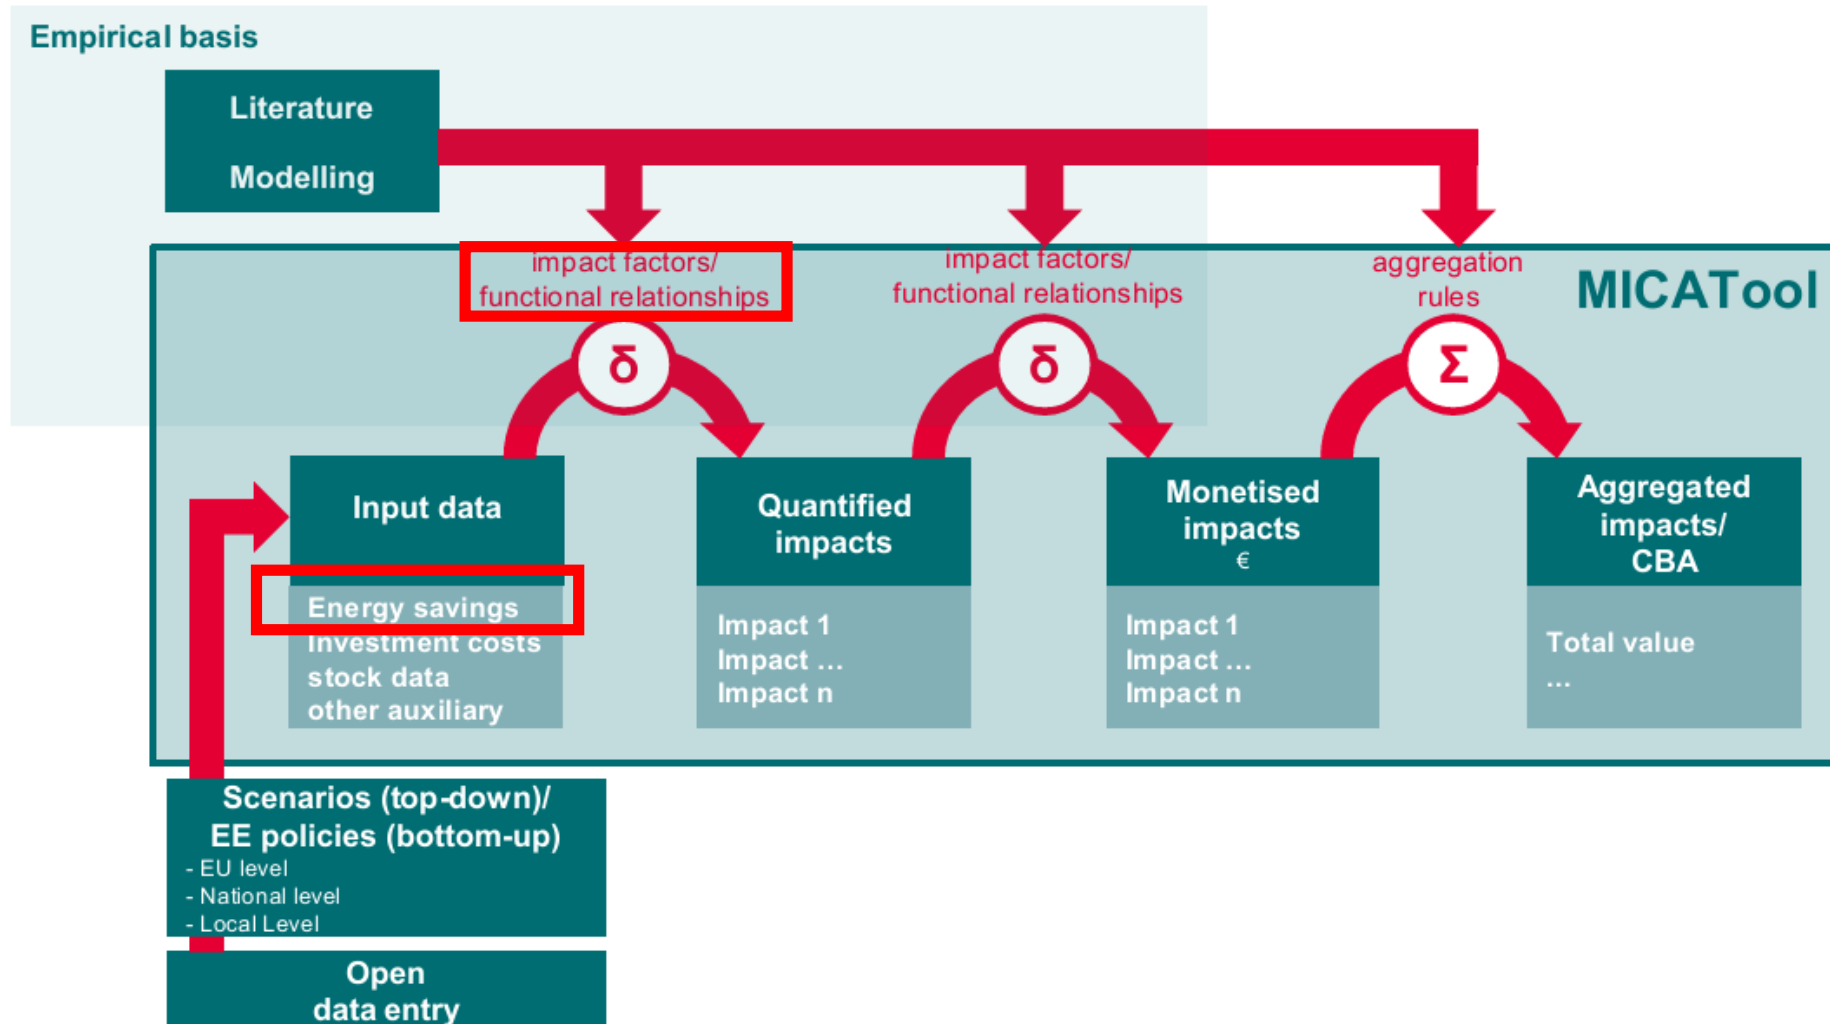 Empirical basis
Literature
Modelling
impact factors/
functional relationships
impact factors/
functional relationships
aggregation
rules
MICATool
δ
δ
Σ
Input data
Energy savings
Investment costs
stock data
other auxiliary
Quantified
impacts
Impact 1
Impact ...
Impact n
Monetised
impacts
€
Impact 1
Impact ...
Impact n
Aggregated
impacts/
CBA
Total value
...
Scenarios (top-down)/
EE policies (bottom-up)
- EU level
- National level
- Local Level
Open
data entry